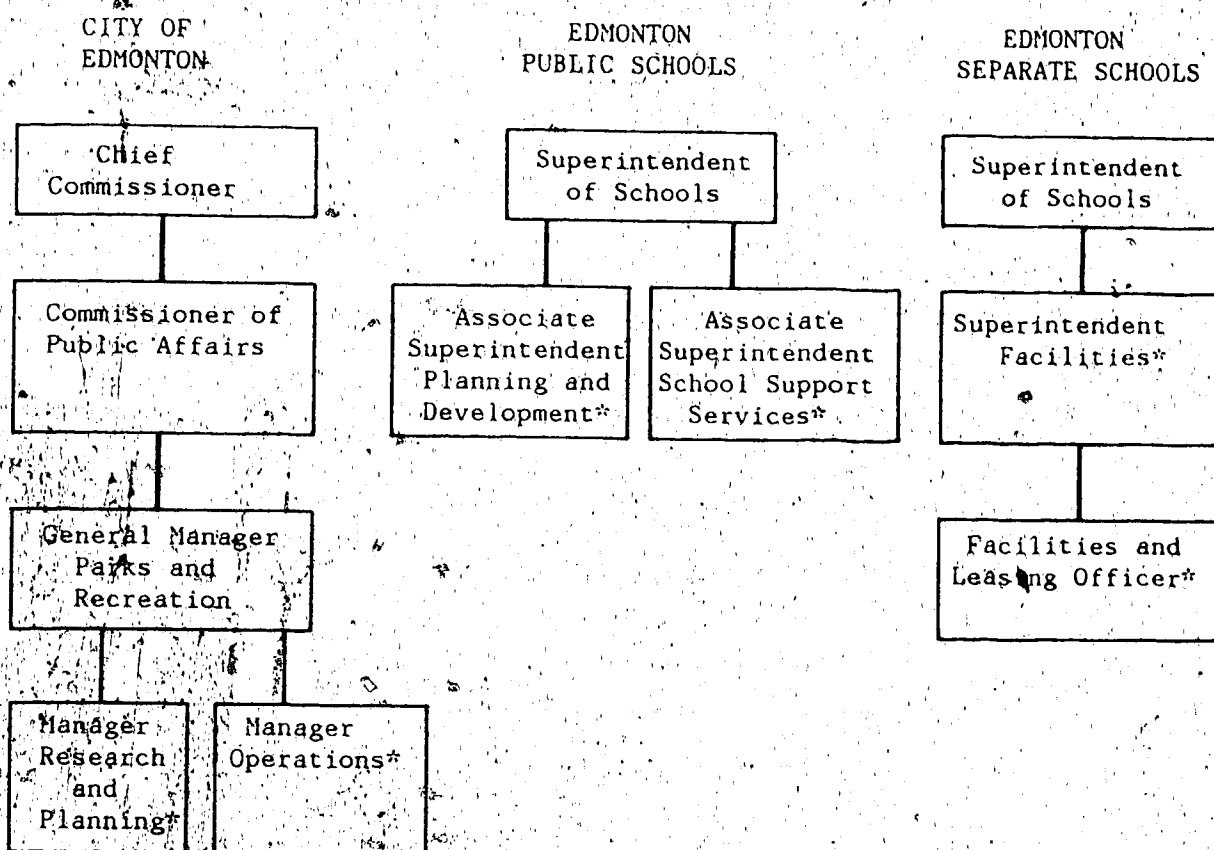 CITY OF
EDMONTON
Chief
Commissioner
Commissioner of
Public Affairs
General Manager
Parks and
Recreation
Manager
Research
and
Planning*
Manager
Operations*
EDMONTON
PUBLIC SCHOOLS
Superintendent
of Schools
Associate
Superintendent
Planning and
Development*
Associate
Superintendent
School Support
Services*
EDMONTON
SEPARATE SCHOOLS
Superintendent
of Schools
Superintendent
Facilities*
Facilities and
Leasing Officer*